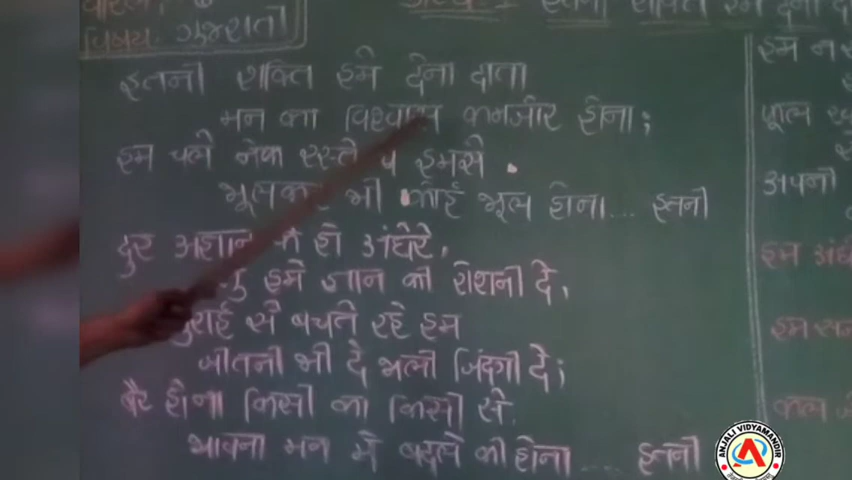 विषय: गुजराती
इतनी शक्ति हमे देना दाता
मन का विश्वास कमजोर होना;
हम चले नेक रस्ते पे हमसे
भूलकर भी कोई भूल होना... इतनी
दुर अज्ञान के हो अंधेरे,
हमे ज्ञान की रोशनी दे,
से बचते रहे हम
जीतनी भी दे भली जिंदगी दे;
बैर होना किसी का किसी से.
भावना मन मे बदले की होना .... इतनी
हम न
फूल
अपनी
हम अंधे
हम
कल
ANJALI VIDYAMANDIR